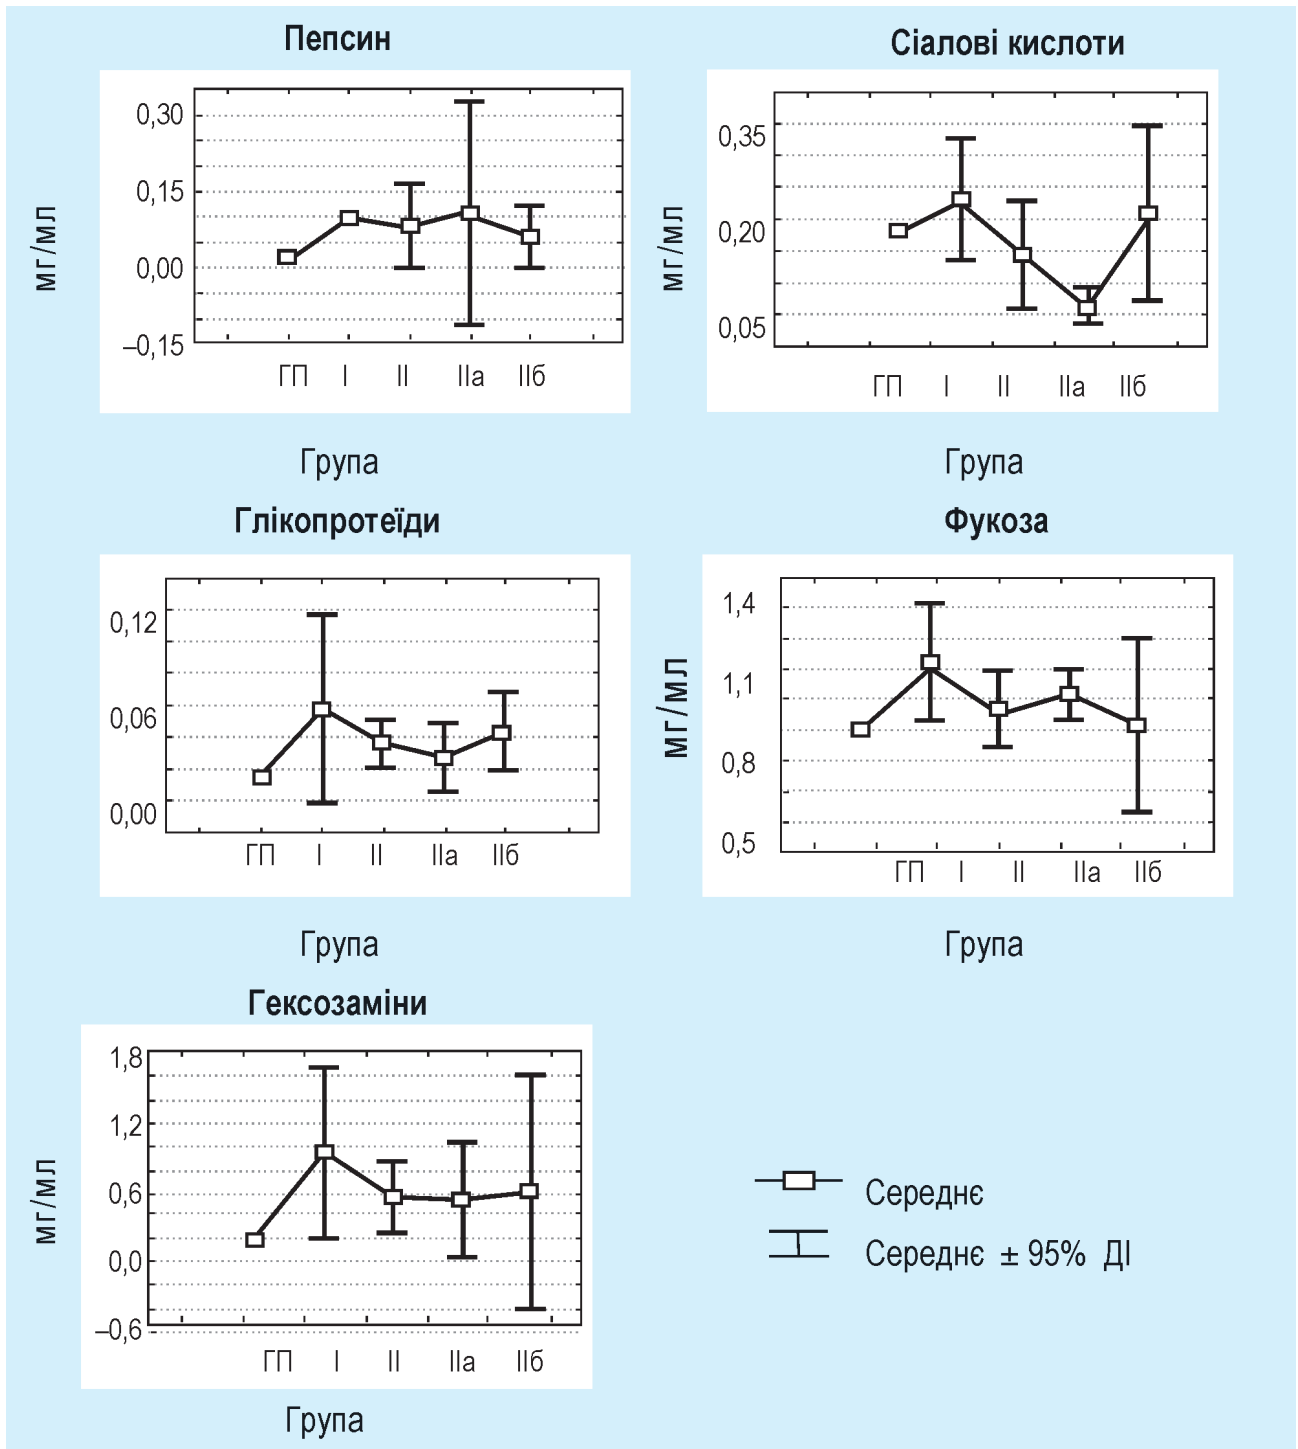 Пепсин
0,30
0,15
0,00
–0,15
мг/мл
ГП I II IIa IIб
Група
Сіалові кислоти
0,35
0,20
0,05
мг/мл
ГП I II IIa IIб
Група
Глікопротеїди
0,12
0,06
0,00
ГП I II IIa IIб
Група
Фукоза
1,4
1,1
0,8
0,5
мг/мл
ГП I II IIa IIб
Група
Гексозаміни
1,8
1,2
0,6
0,0
–0,6
мг/мл
ГП I II IIa IIб
Група
Середнє
Середнє ± 95% ДІ